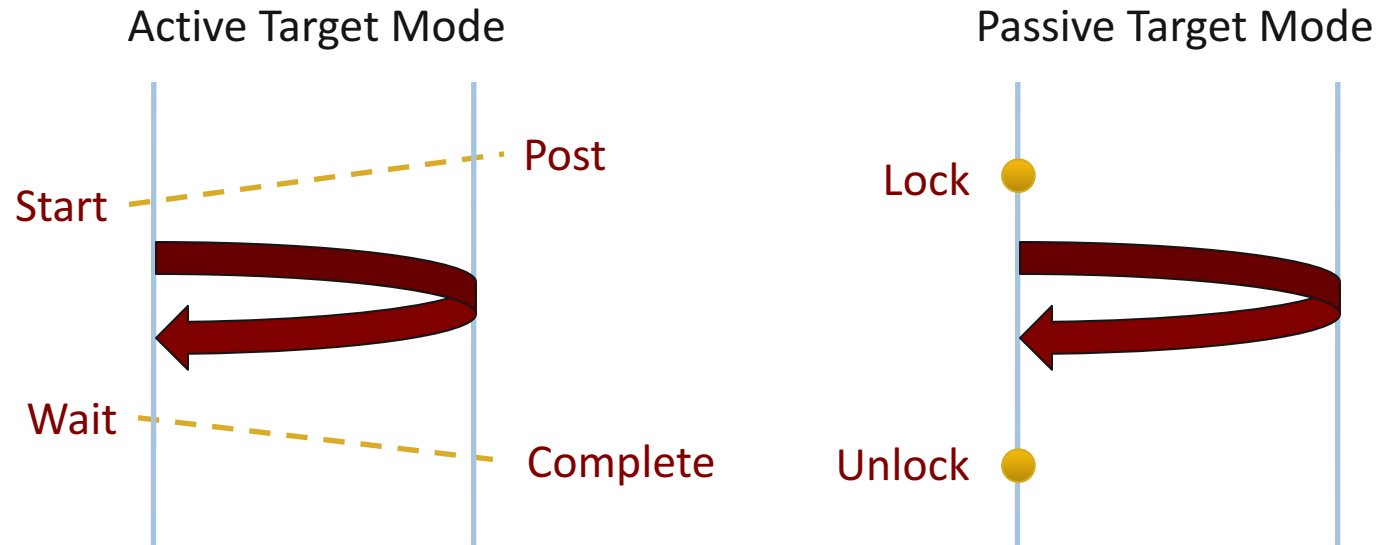 Active Target Mode
Post
Start
Wait
Complete
Passive Target Mode
Lock
Unlock